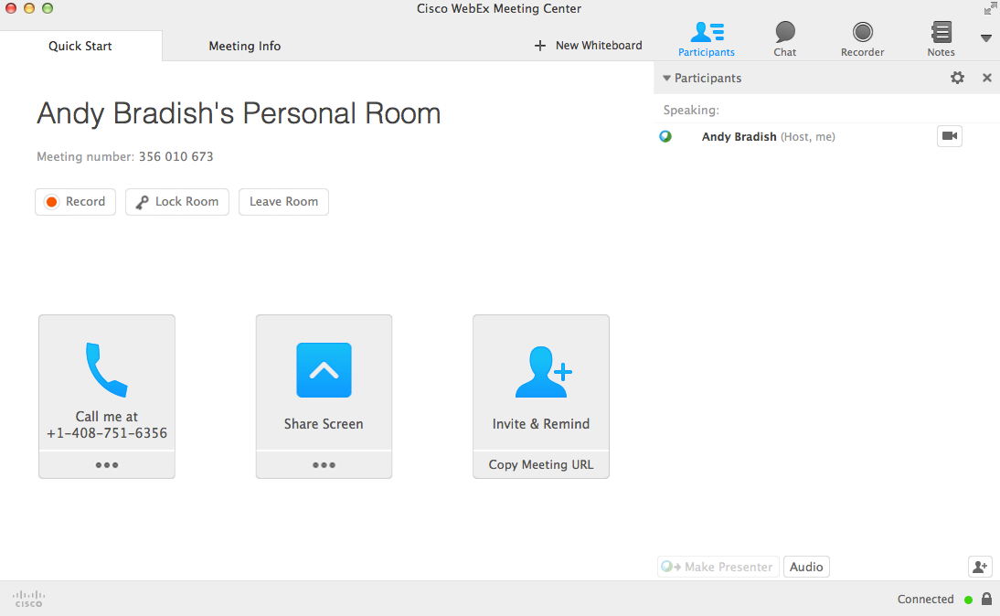 Cisco WebEx Meeting Center
Quick Start
Meeting Info
+ New Whiteboard
Participants
Chat
Recorder
Notes
Participants
Speaking:
Andy Bradish (Host, me)
Andy Bradish's Personal Room
Meeting number: 356 010 673
Record
Lock Room
Leave Room
Call me at
+1-408-751-6356
Share Screen
Invite & Remind
Copy Meeting URL
Make Presenter
Audio
CISCO
Connected